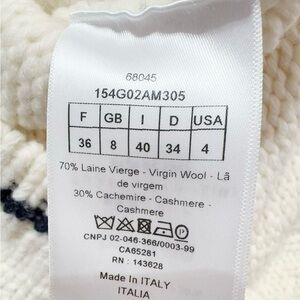 68045
154G02AM305
F GB I D USA
36 8 40 34 4
70% Laine Vierge - Virgin Wool - Lã
de virgem
30% Cachemire - Cashmere -
Cashmere
CNPJ 02-046-366/0003-99
CA65281
RN : 143628
Made In ITALY
ITALIA